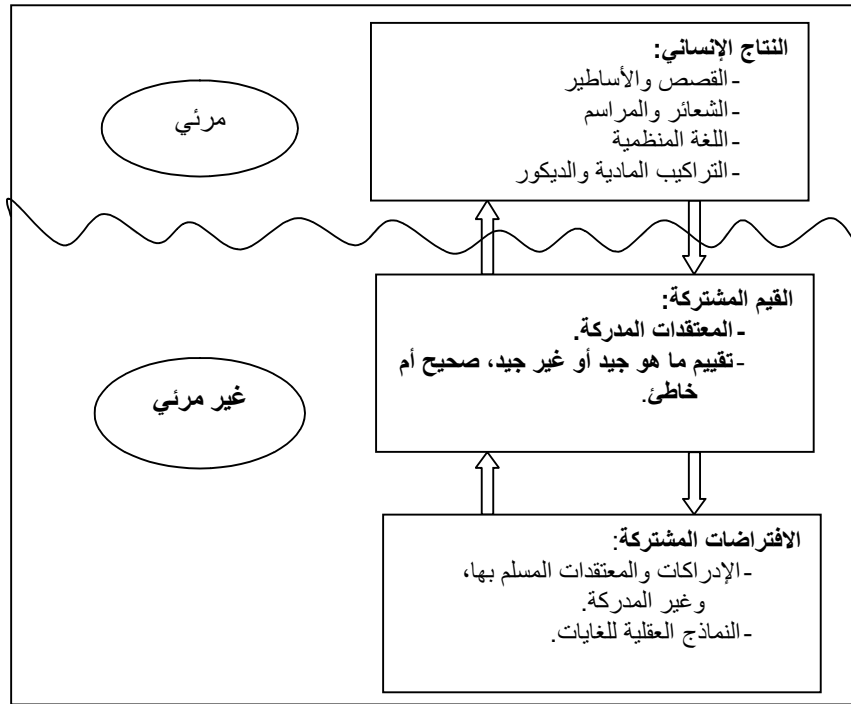 النتاج الإنساني:
-القصص والأساطير
-الشعائر والمراسم
-اللغة المنظمية
-التراكيب المادية والديكور
مرئي
القيم المشتركة:
- المعتقدات المدركة.
-تقييم ما هو جيد أو غير جيد، صحيح أم
خاطئ.
غير مرئي
الافتراضات المشتركة:
-الإدراكات والمعتقدات المسلم بها،
وغير المدركة.
-النماذج العقلية للغايات.